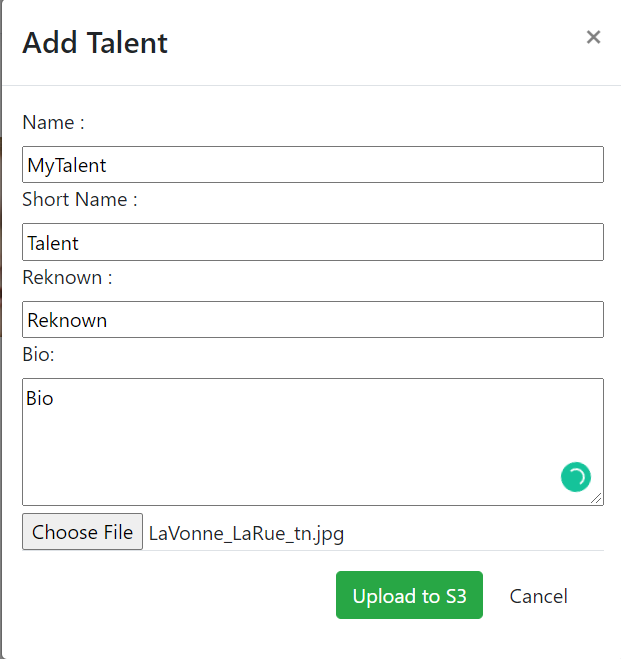 Add Talent ×
Name :
MyTalent
Short Name :
Talent
Reknown :
Reknown
Bio:
Bio
Choose File LaVonne_LaRue_tn.jpg
Upload to S3 Cancel